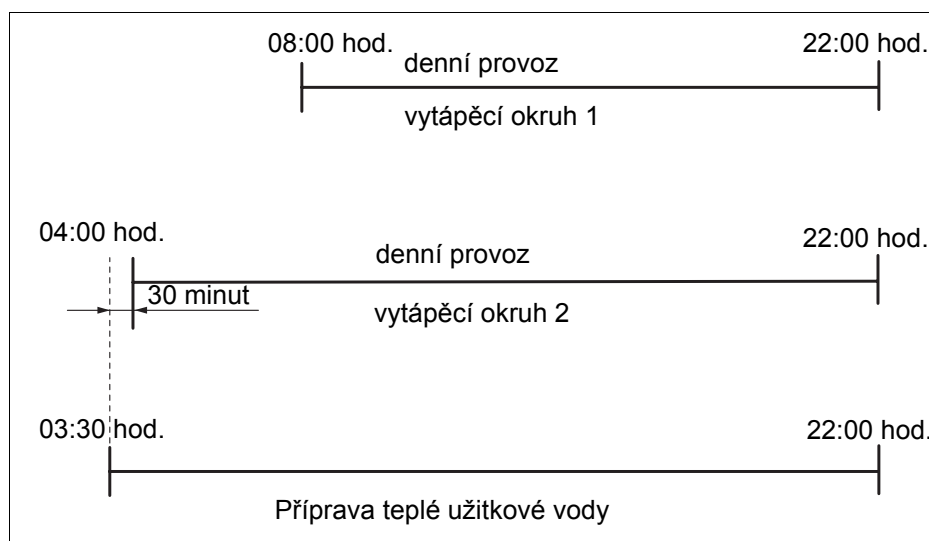 08:00 hod.
22:00 hod.
denní provoz
vytápěcí okruh 1
04:00 hod.
22:00 hod.
denní provoz
30 minut
vytápěcí okruh 2
03:30 hod.
22:00 hod.
Příprava teplé užitkové vody